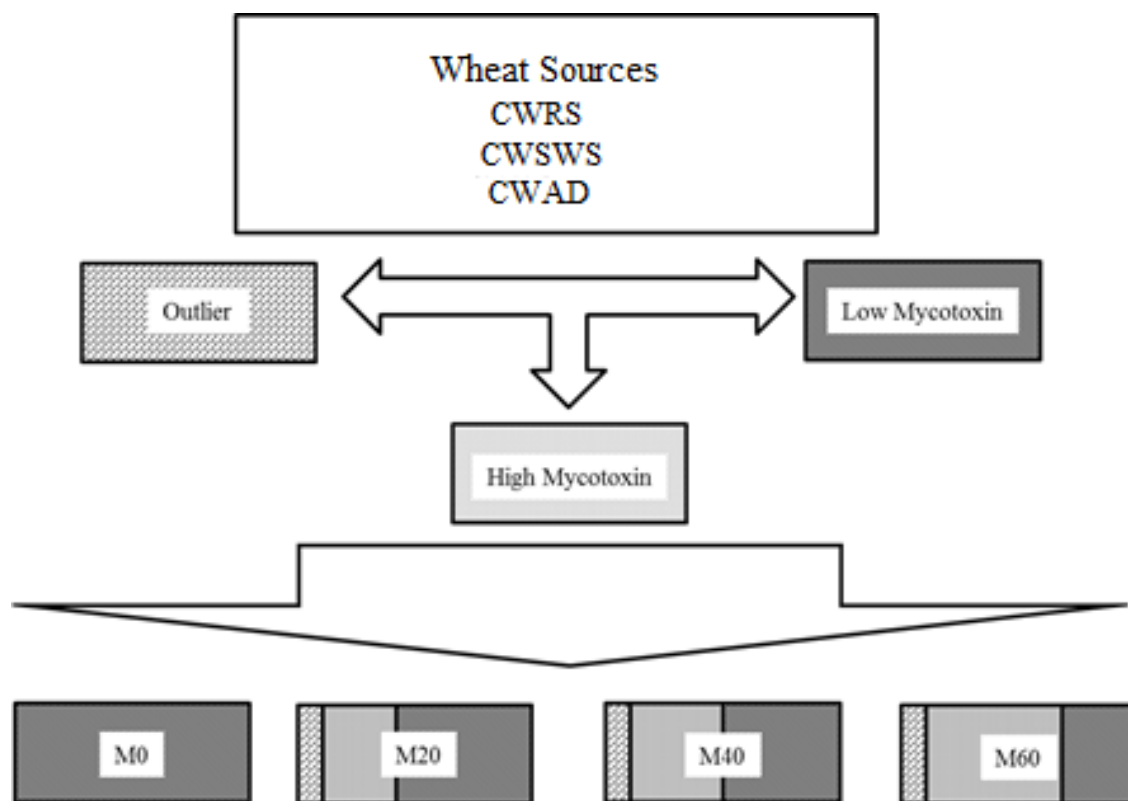 Wheat Sources
CWRS
CWSWS
CWAD
Outlier
Low Mycotoxin
High Mycotoxin
M0
M20
M40
M60